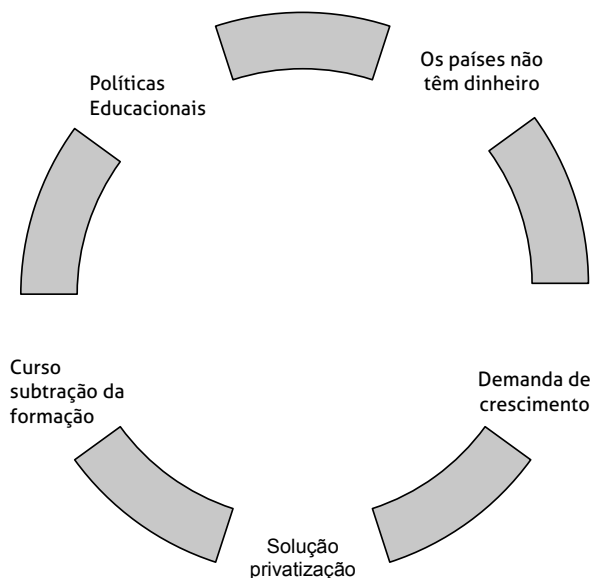 Políticas
Educacionais
Os países não
têm dinheiro
Curso
subtração da
formação
Demanda de
crescimento
Solução
privatização